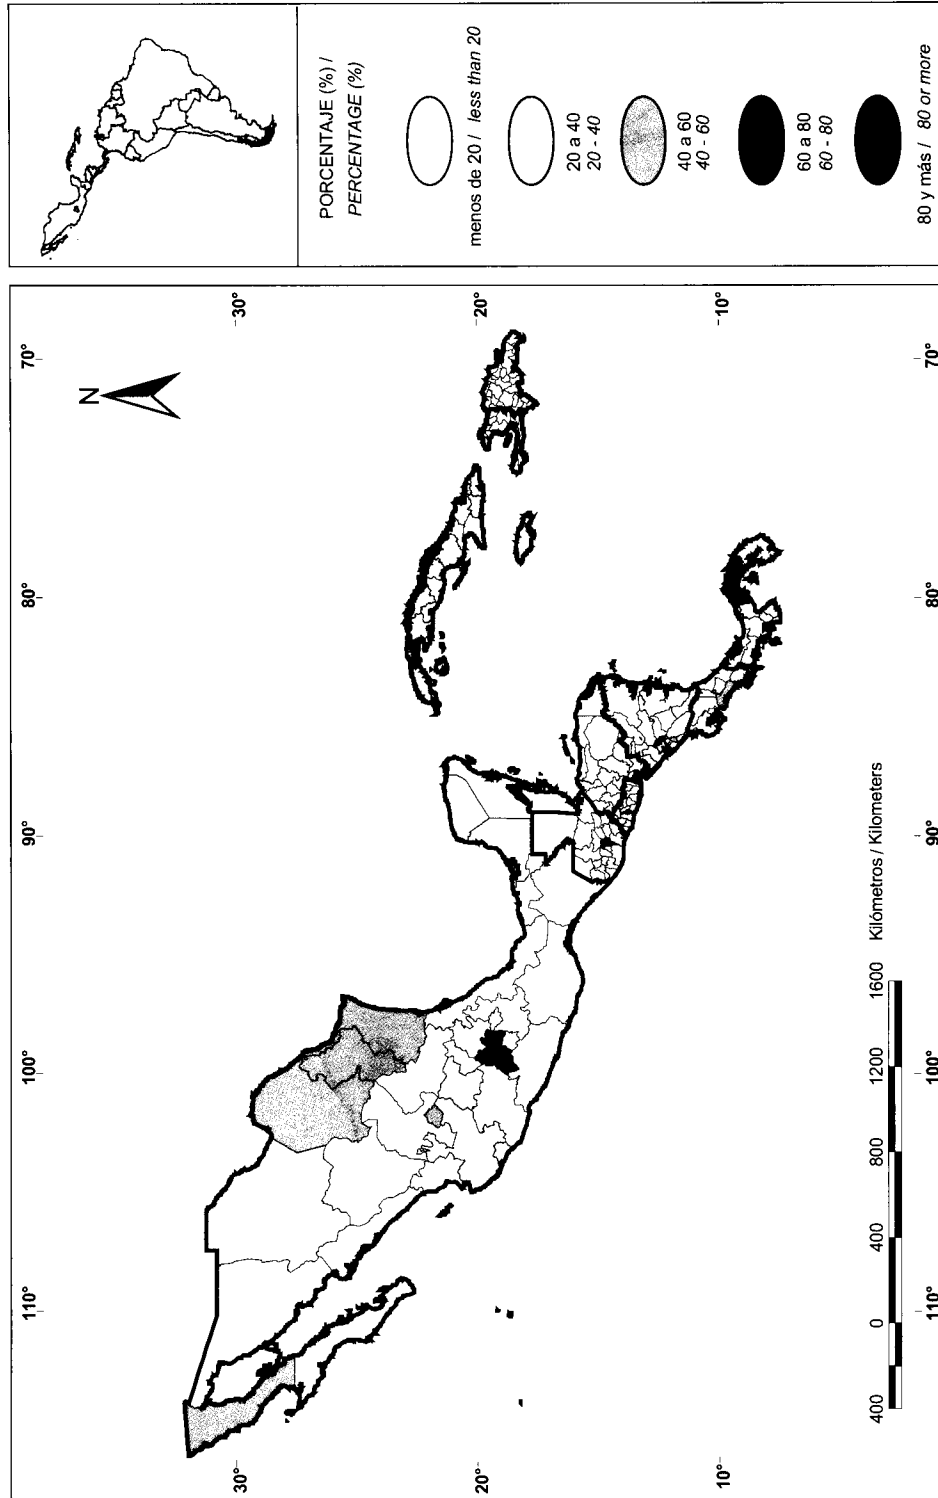 PORCENTAJE (%) /
PERCENTAGE (%)
menos de 20 / less than 20
20 a 40
20 - 40
40 a 60
40 - 60
60 a 80
60 - 80
80 y más / 80 or more
N
110°
100°
90°
80°
70°
30°
30°
20°
20°
10°
10°
110°
100°
90°
80°
70°
400 0 400 800 1200 1600 Kilómetros / Kilometers